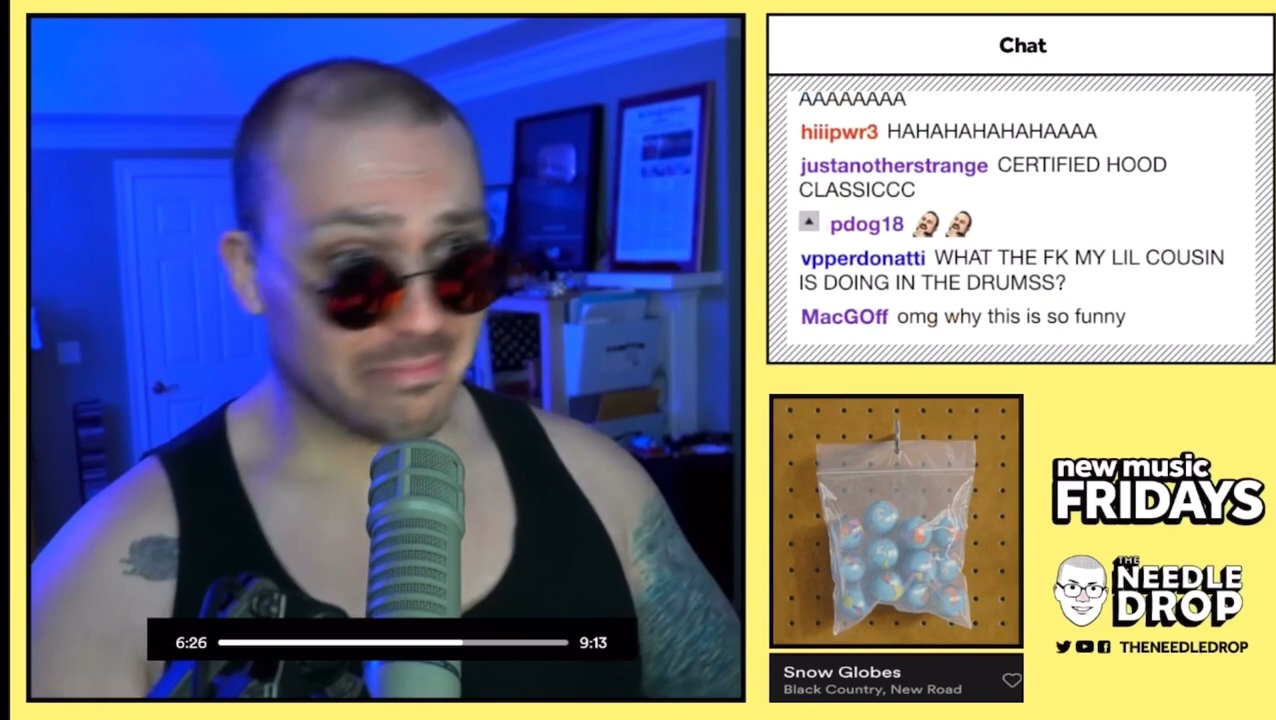 Chat
AAAAAAAA
hiiipwr3 HAHAHAHAHAHAAAA
justanotherstrange CERTIFIED HOOD
CLASSICCC
pdog18
vpperdonatti WHAT THE FK MY LIL COUSIN
IS DOING IN THE DRUMSS?
MacGOff omg why this is so funny
6:26
9:13
Snow Globes
Black Country, New Road
new music
FRIDAYS
THE
NEEDLE
DROP
THENEEDLEDROP